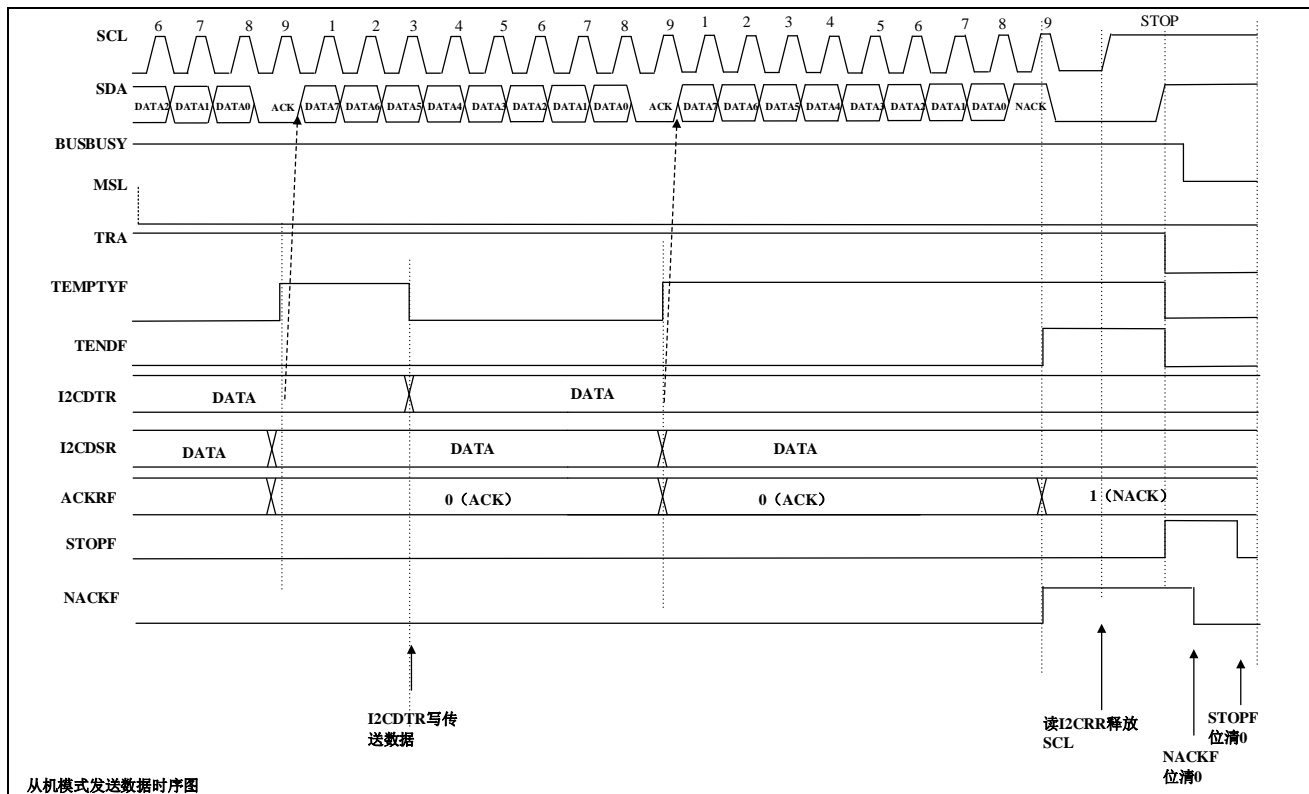 6 7 8 9 1 2 3 4 5 6 7 8 9 1 2 3 4 5 6 7 8 9 STOP
SCL
SDA
DATA2 DATA1 DATA0 ACK DATA7 DATA6 DATA5 DATA4 DATA3 DATA2 DATA1 DATA0 ACK DATA7 DATA6 DATA5 DATA4 DATA3 DATA2 DATA1 DATA0 NACK
BUSBUSY
MSL
TRA
TEMPTYF
TENDF
I2CDTR DATA DATA
I2CDSR DATA DATA DATA
ACKRF 0（ACK） 0（ACK） 1（NACK）
STOPF
NACKF
I2CDTR写传
送数据
读I2CRR释放
SCL
STOPF
位清0
NACKF
位清0
从机模式发送数据时序图